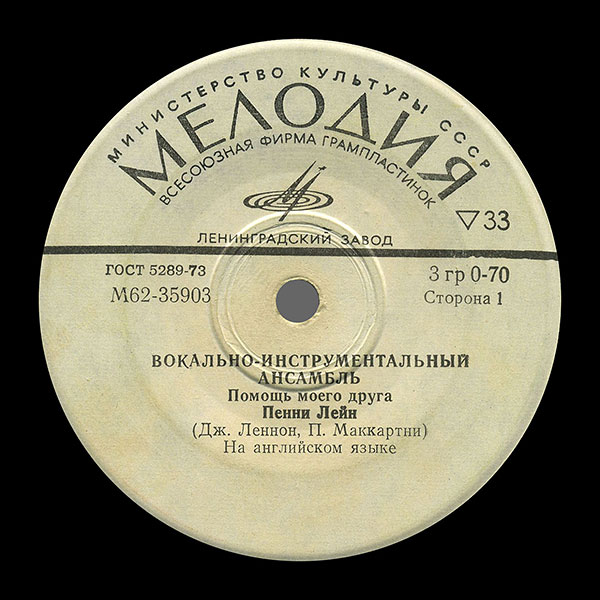 МИНИСТЕРСТВО КУЛЬТУРЫ СССР
МЕЛОДИЯ
ВСЕСОЮЗНАЯ ФИРМА ГРАМПЛАСТИНОК
▽33
ЛЕНИНГРАДСКИЙ ЗАВОД
ГОСТ 5289-73
3 гр 0-70
М62-35903
Сторона 1
ВОКАЛЬНО-ИНСТРУМЕНТАЛЬНЫЙ
АНСАМБЛЬ
Помощь моего друга
Пенни Лейн
(Дж. Леннон, П. Маккартни)
На английском языке